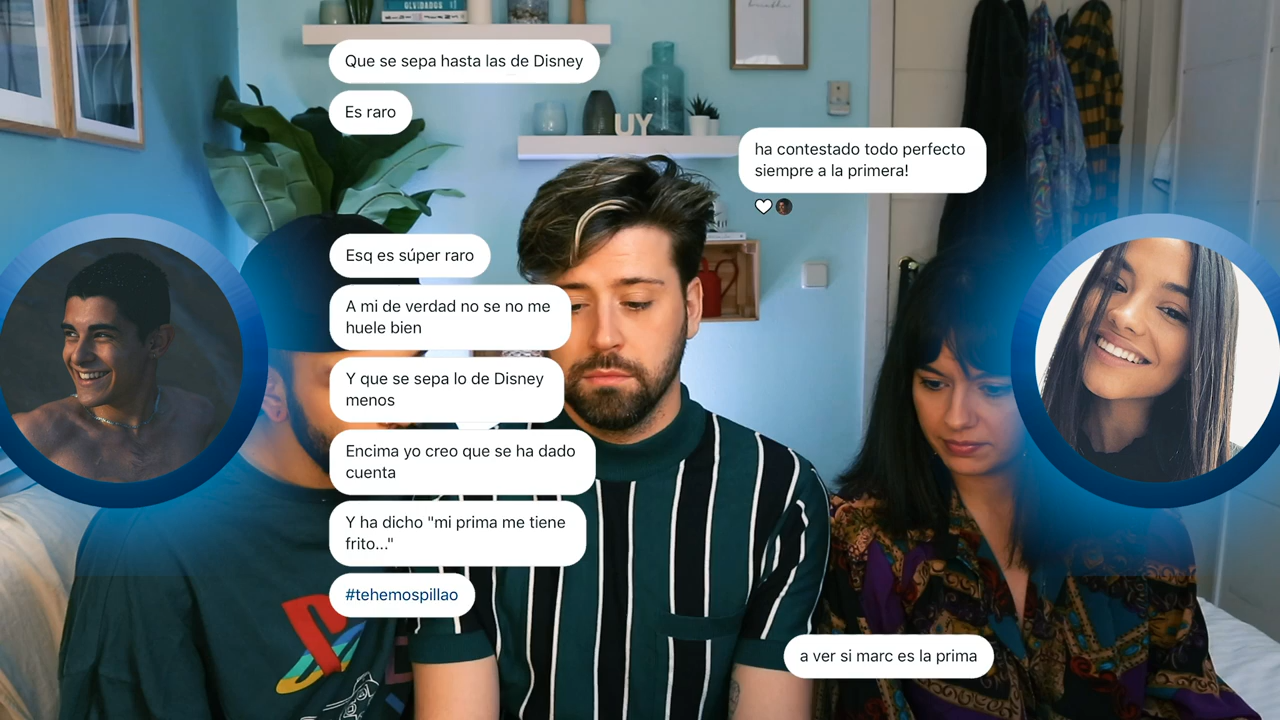 OLVIDADOR
Que se sepa hasta las de Disney
Es raro
UY
ha contestado todo perfecto
siempre a la primera!
Esq es súper raro
A mi de verdad no se no me
huele bien
Y que se sepa lo de Disney
menos
Encima yo creo que se ha dado
cuenta
Y ha dicho "mi prima me tiene
frito..."
#tehemospillao
a ver si marc es la prima